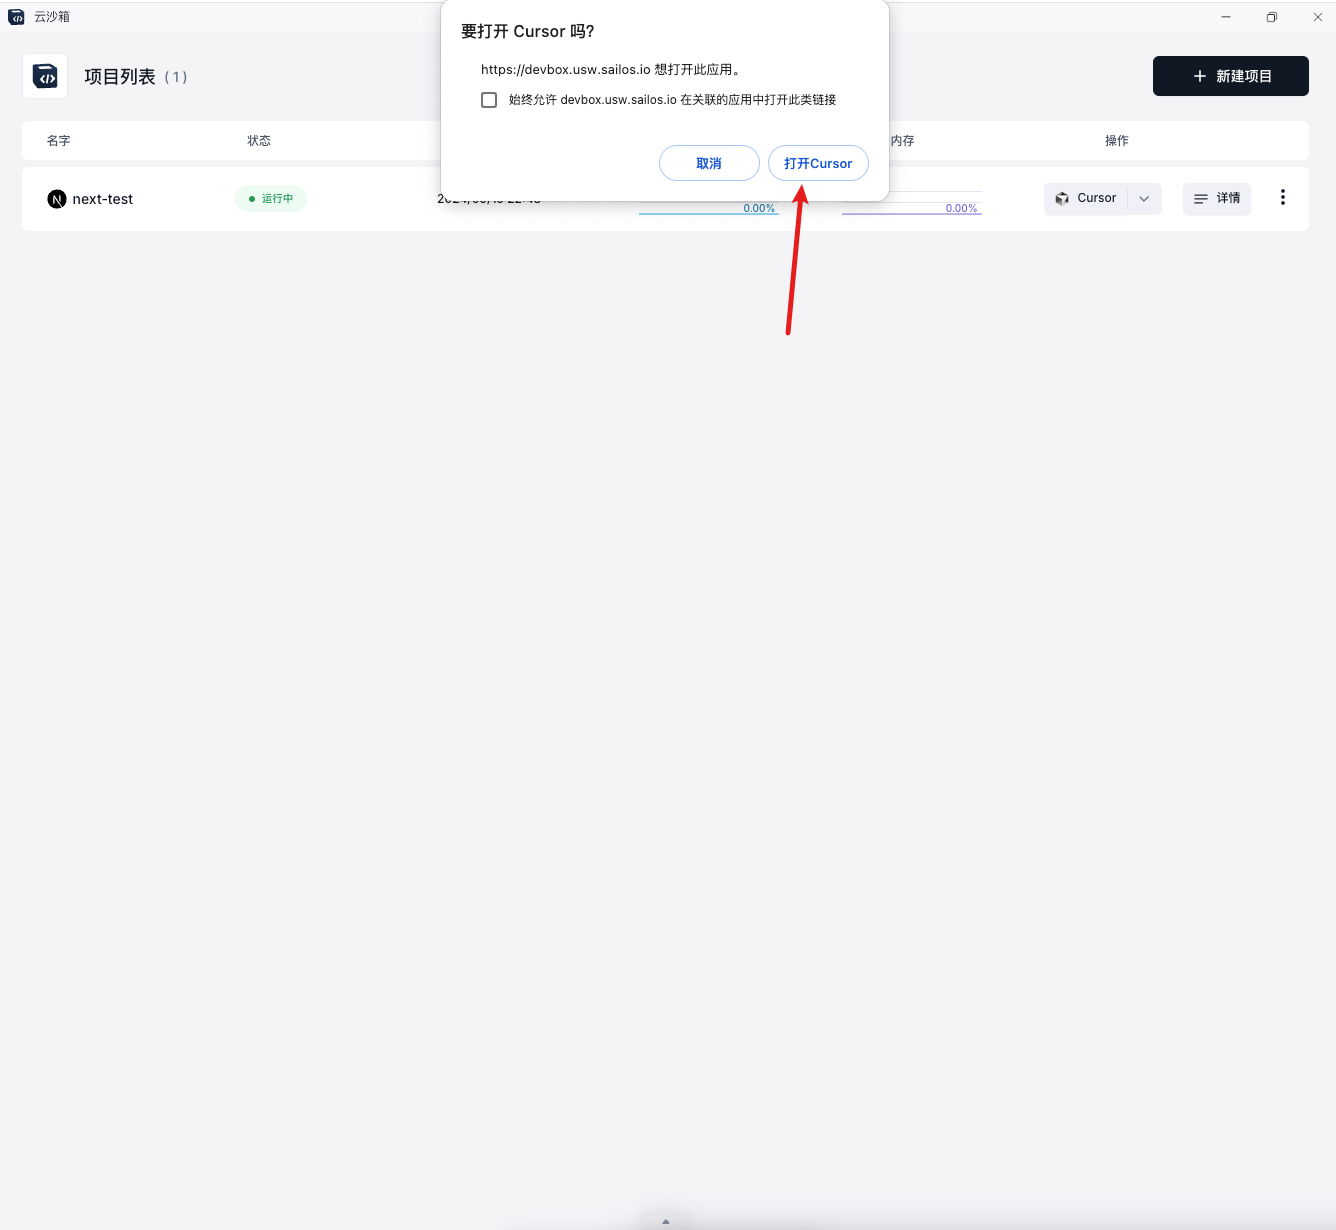 云沙箱
要打开 Cursor 吗?
https://devbox.usw.sailos.io 想打开此应用。
始终允许 devbox.usw.sailos.io 在关联的应用中打开此类链接
取消
打开Cursor
项目列表 (1)
新建项目
名字
状态
内存
操作
next-test
运行中
0.00%
0.00%
Cursor
详情